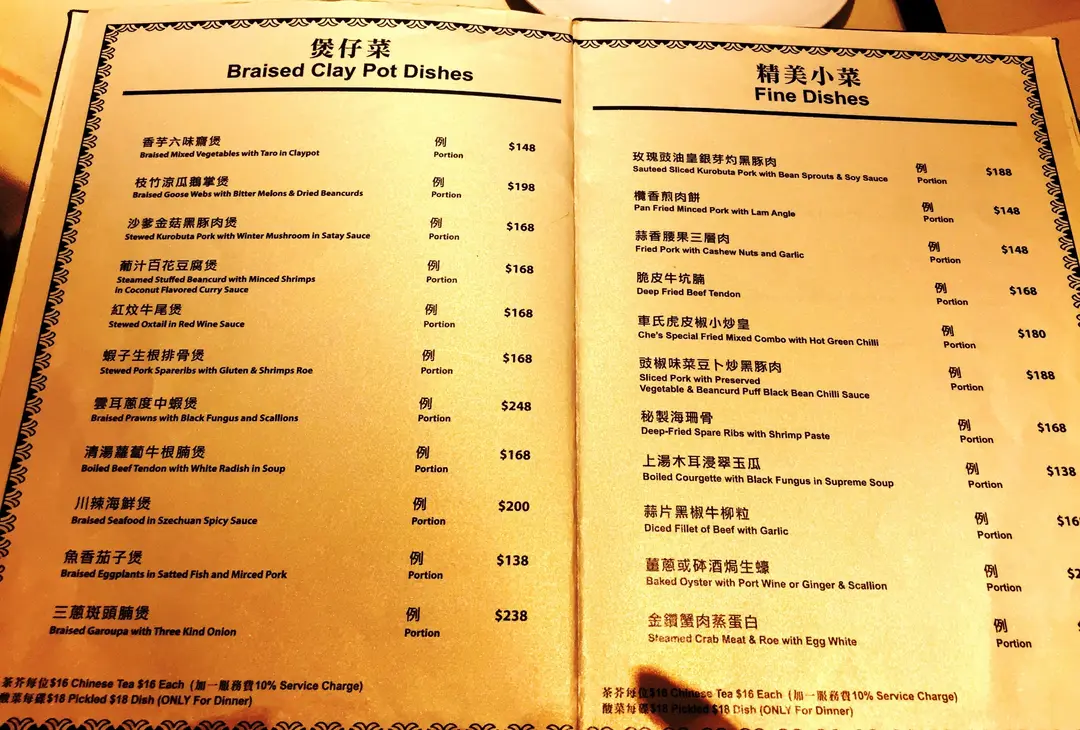 煲仔菜
Braised Clay Pot Dishes
香芋六味齋煲 例 $148
Braised Mixed Vegetables with Taro in Claypot Portion
枝竹涼瓜鵝掌煲 例 $198
Braised Goose Webs with Bitter Melons & Dried Beancurds Portion
沙爹金菇黑豚肉煲 例 $168
Stewed Kurobuta Pork with Winter Mushroom in Satay Sauce Portion
葡汁百花豆腐煲 例 $168
Steamed Stuffed Beancurd with Minced Shrimps Portion
in Coconut Flavored Curry Sauce
紅炆牛尾煲 例 $168
Stewed Oxtail in Red Wine Sauce Portion
蝦子生根排骨煲 例 $168
Stewed Pork Spareribs with Gluten & Shrimps Roe Portion
雲耳蔥度中蝦煲 例 $248
Braised Prawns with Black Fungus and Scallions Portion
清湯蘿蔔牛根腩煲 例 $168
Boiled Beef Tendon with White Radish in Soup Portion
川辣海鮮煲 例 $200
Braised Seafood in Szechuan Spicy Sauce Portion
魚香茄子煲 例 $138
Braised Eggplants in Satted Fish and Mirced Pork Portion
三蔥斑頭腩煲 例 $238
Braised Garoupa with Three Kind Onion Portion
茶芥每位$16 Chinese Tea $16 Each (加一服務費10% Service Charge)
酸菜每碟$18 Pickled $18 Dish (ONLY For Dinner)
精美小菜
Fine Dishes
玫瑰豉油皇銀芽灼黑豚肉 例 $188
Sauteed Sliced Kurobuta Pork with Bean Sprouts & Soy Sauce Portion
欖香煎肉餅 例 $148
Pan Fried Minced Pork with Lam Angle Portion
蒜香腰果三層肉 例 $148
Fried Pork with Cashew Nuts and Garlic Portion
脆皮牛坑腩 例 $168
Deep Fried Beef Tendon Portion
車氏虎皮椒小炒皇 例 $180
Che's Special Fried Mixed Combo with Hot Green Chilli Portion
豉椒味菜豆卜炒黑豚肉 例 $188
Sliced Pork with Preserved Portion
Vegetable & Beancurd Puff Black Bean Chilli Sauce
秘製海珊骨 例 $168
Deep-Fried Spare Ribs with Shrimp Paste Portion
上湯木耳浸翠玉瓜 例 $138
Boiled Courgette with Black Fungus in Supreme Soup Portion
蒜片黑椒牛柳粒 例
Diced Fillet of Beef with Garlic Portion
薑蔥或砵酒焗生蠔 例
Baked Oyster with Port Wine or Ginger & Scallion Portion
金鑽蟹肉蒸蛋白 例
Steamed Crab Meat & Roe with Egg White Portion
茶芥每位$16 Chinese Tea $16 Each (加一服務費10% Service Charge)
酸菜每碟$18 Pickled $18 Dish (ONLY For Dinner)